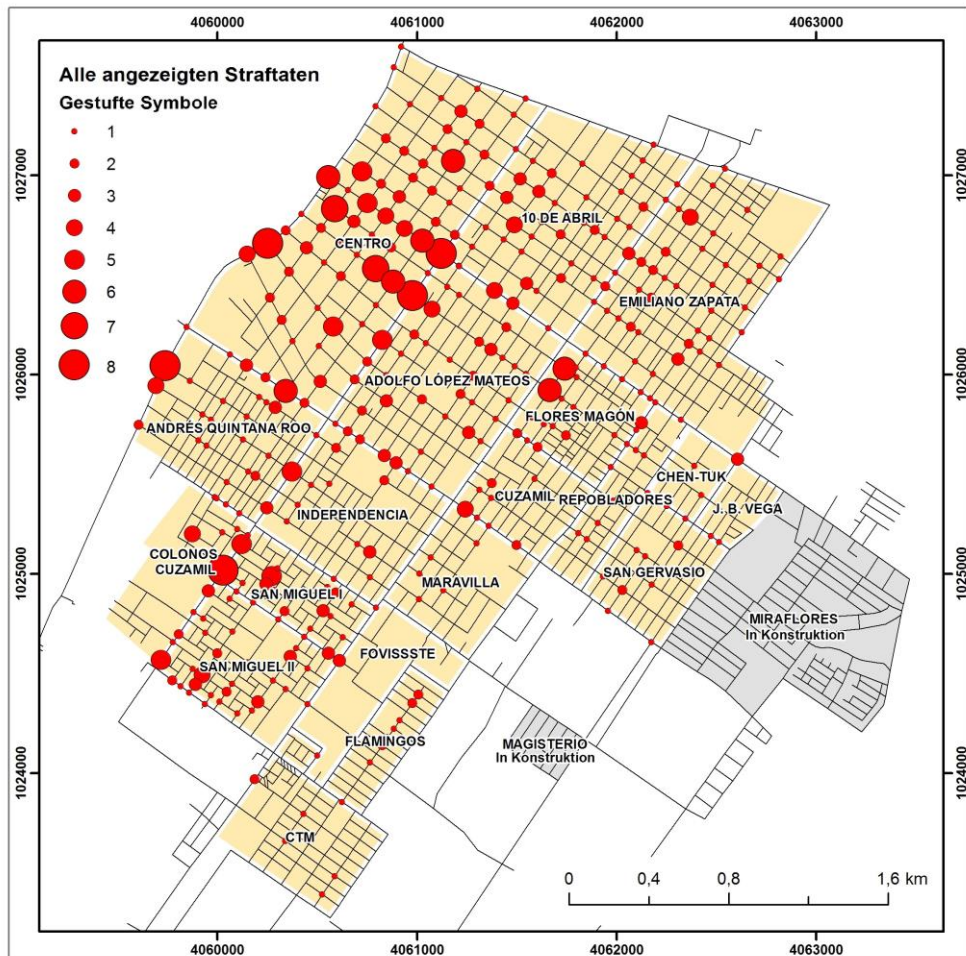 4060000
4061000
4062000
4063000
Alle angezeigten Straftaten
Gestufte Symbole
1
2
3
4
5
6
7
8
1027000
1027000
10 DE ABRIL
CENTRO
EMILIANO ZAPATA
1026000
1026000
ADOLFO LÓPEZ MATEOS
FLORES MAGÓN
ANDRÉS QUINTANA ROO
CHEN-TUK
CUZAMIL
REPOBLADORES
J. B. VEGA
INDEPENDENCIA
1025000
1025000
COLONOS
CUZAMIL
SAN MIGUEL I
MARAVILLA
SAN GERVASIO
MIRAFLORES
In Konstruktion
FOVISSSTE
SAN MIGUEL II
FLAMINGOS
MAGISTERIO
In Konstruktion
1024000
1024000
CTM
0
0,4
0,8
1,6 km
4060000
4061000
4062000
4063000